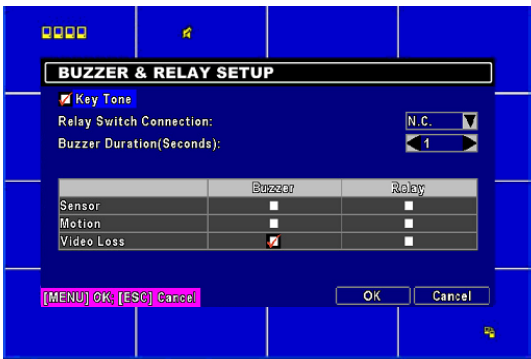 BUZZER & RELAY SETUP
Key Tone
Relay Switch Connection: N.C.
Buzzer Duration(Seconds): 1
Buzzer Relay
Sensor
Motion
Video Loss
[MENU] OK; [ESC] Cancel OK Cancel